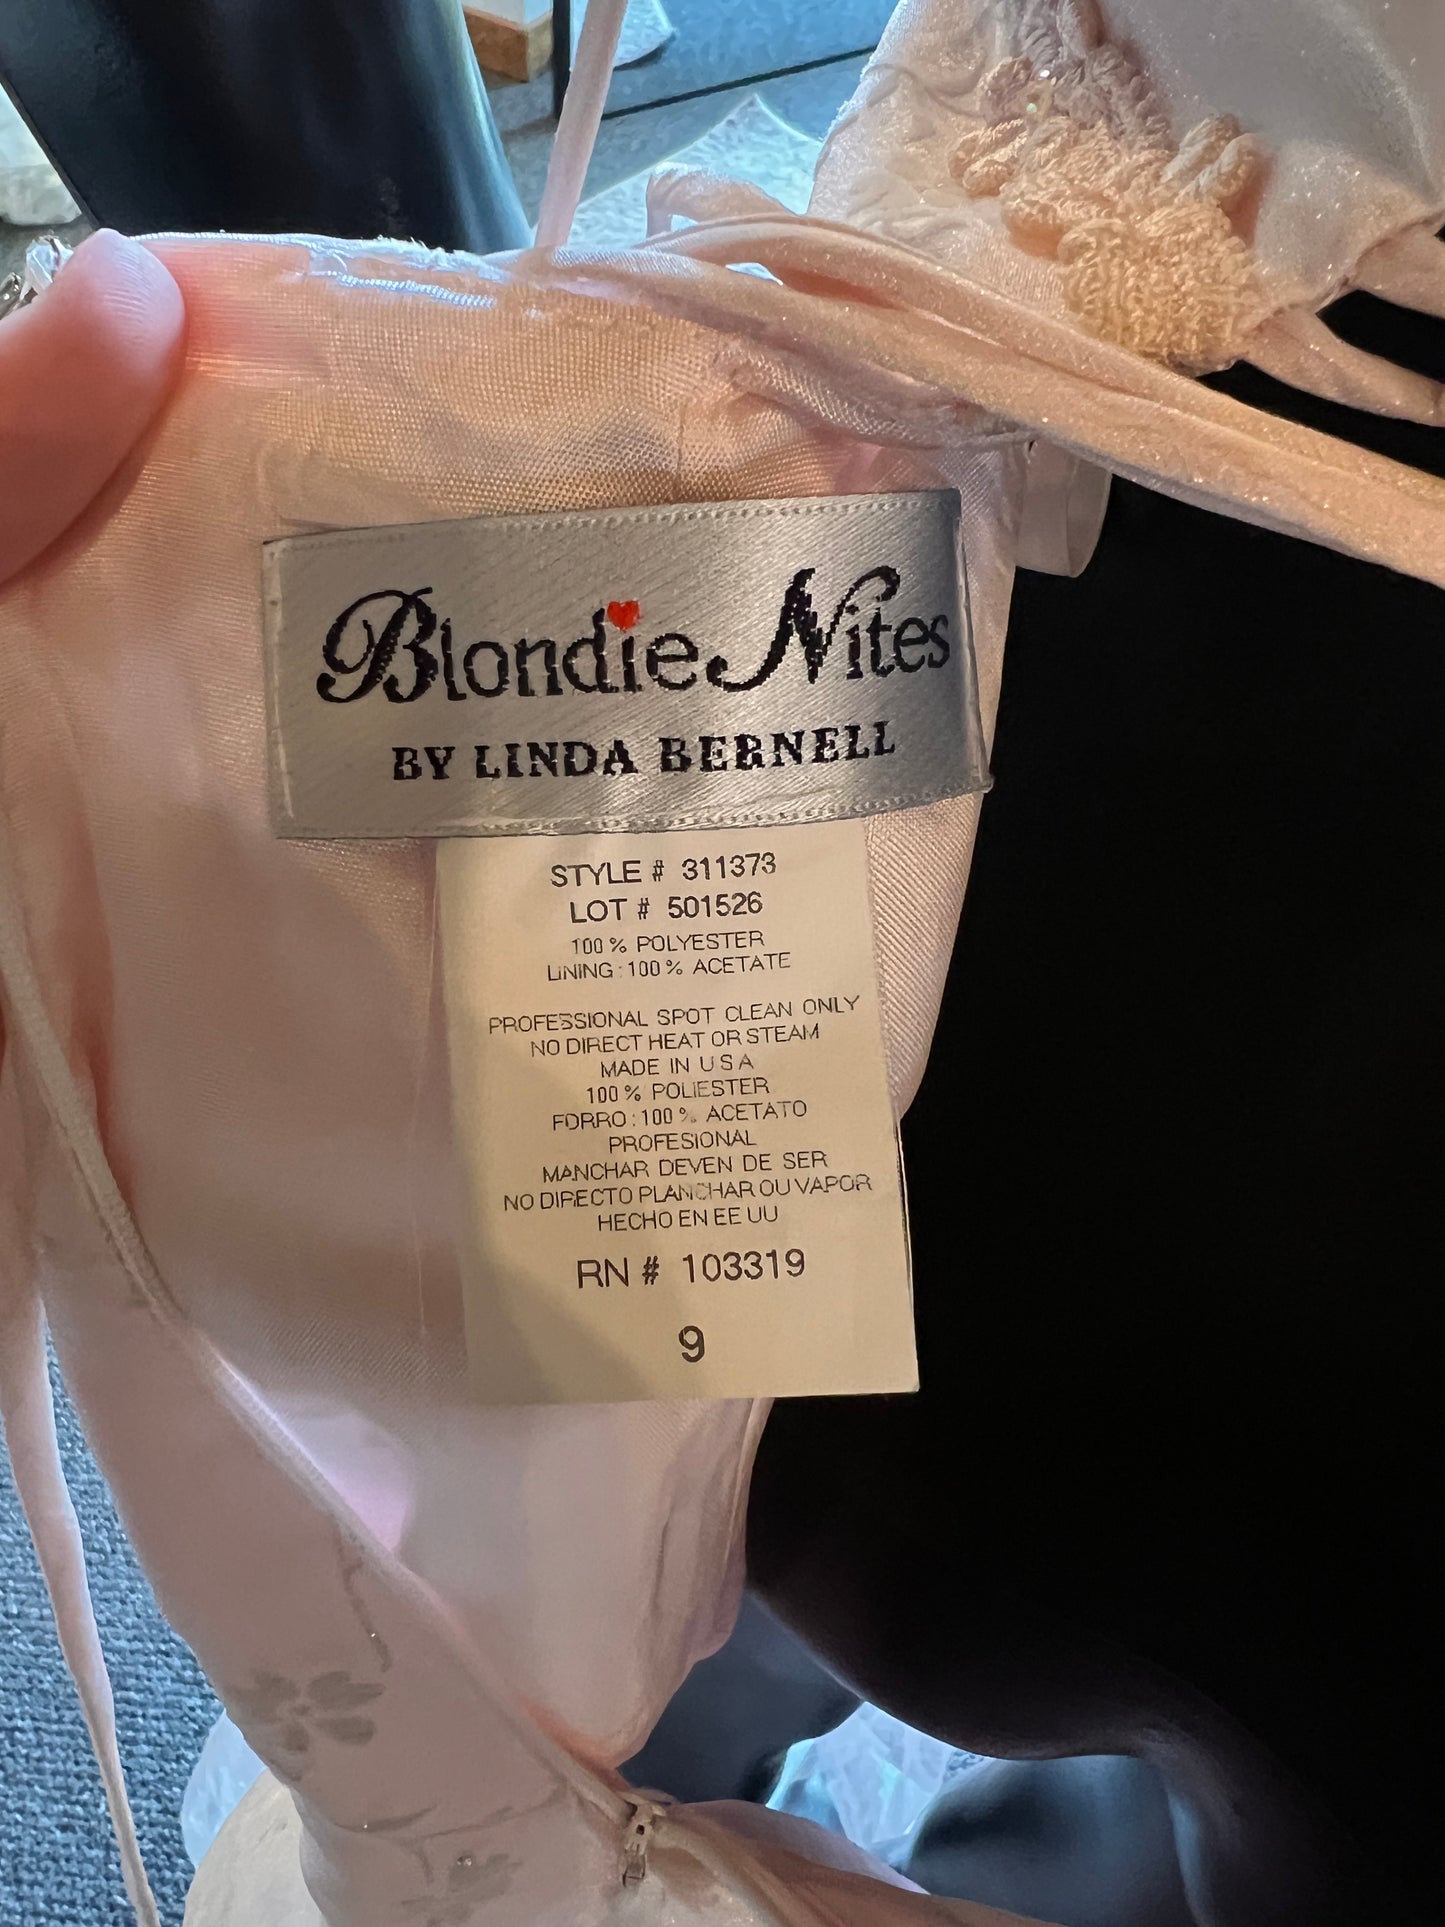 Blondie Nites
BY LINDA BERNELL
STYLE # 311373
LOT # 501526
100 % POLYESTER
LINING : 100 % ACETATE
PROFESSIONAL SPOT CLEAN ONLY
NO DIRECT HEAT OR STEAM
MADE IN U S A
100 % POLIESTER
FORRO : 100 % ACETATO
PROFESIONAL
MANCHAR DEVEN DE SER
NO DIRECTO PLANCHAR OU VAPOR
HECHO EN EE UU
RN # 103319
9